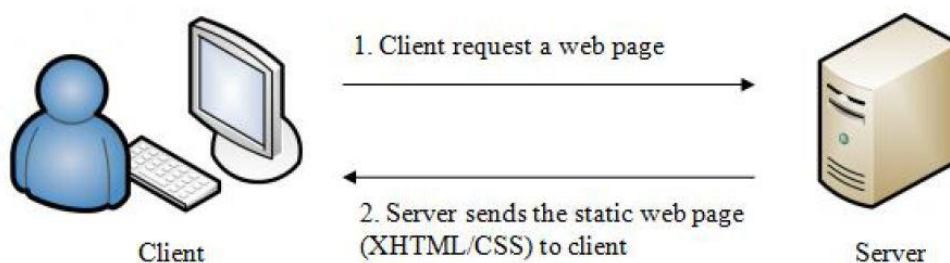 1. Client request a web page
2. Server sends the static web page
(XHTML/CSS) to client
Client
Server